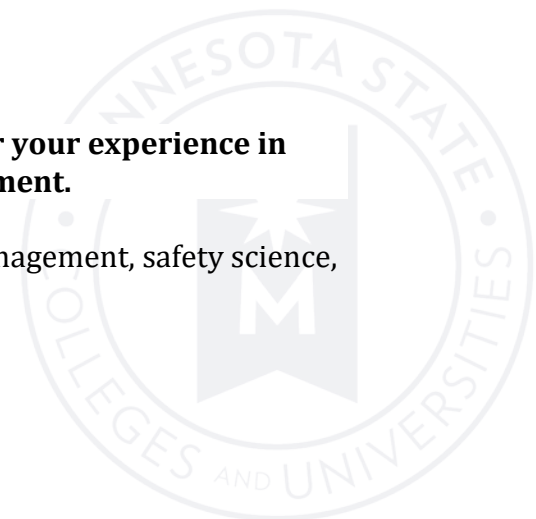 NNESOTA STATE
r your experience in
ment.
nagement, safety science,
M
COLLEGES AND UNIVERSITIES